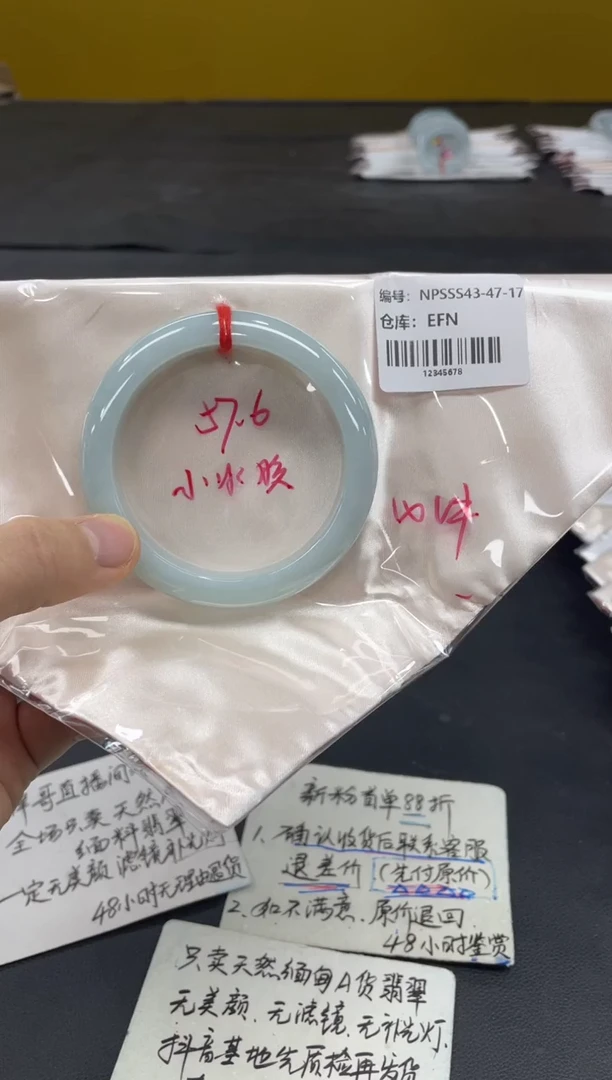 编号: NPSSS43-47-17
仓库: EFN
12345678
57.6
小冰胶
哥直播间
全场只卖天然
缅料翡翠
一定无美颜滤镜补光灯
48小时无理由退货
新粉首单88折
1、确认收货后联系客服
退差价 (先付原价)
2、如不满意、原价退回
48小时鉴赏
只卖天然缅甸A货翡翠
无美颜、无滤镜、无补光灯、
抖音基地先质检再发货